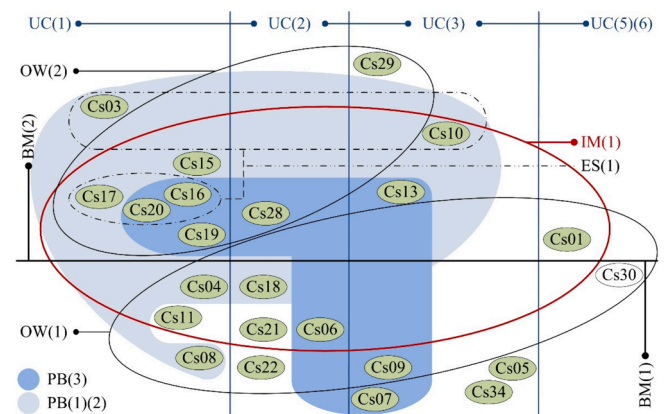 UC(1) UC(2) UC(3) UC(5)(6)
OW(2)
Cs29
Cs03
Cs10
BM(2)
IM(1)
Cs15
ES(1)
Cs17
Cs16
Cs13
Cs20
Cs28
Cs19
Cs01
Cs30
Cs04
Cs18
Cs11
Cs21
Cs06
OW(1)
Cs08
Cs22
Cs09
Cs05
PB(3)
Cs34
Cs07
PB(1)(2)
BM(1)